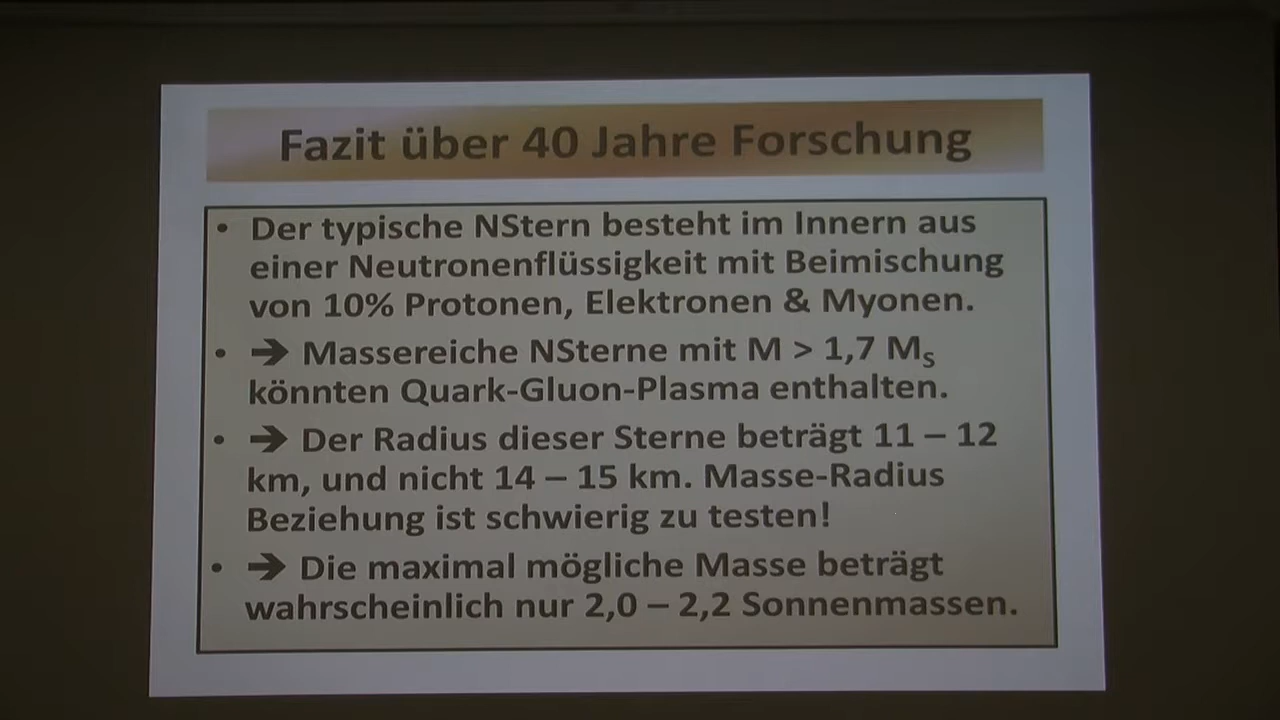 Fazit über 40 Jahre Forschung
• Der typische NStern besteht im Innern aus
einer Neutronenflüssigkeit mit Beimischung
von 10% Protonen, Elektronen & Myonen.
• ➔ Massereiche NSterne mit M > 1,7 Ms
könnten Quark-Gluon-Plasma enthalten.
• ➔ Der Radius dieser Sterne beträgt 11 – 12
km, und nicht 14 – 15 km. Masse-Radius
Beziehung ist schwierig zu testen!
• ➔ Die maximal mögliche Masse beträgt
wahrscheinlich nur 2,0 – 2,2 Sonnenmassen.